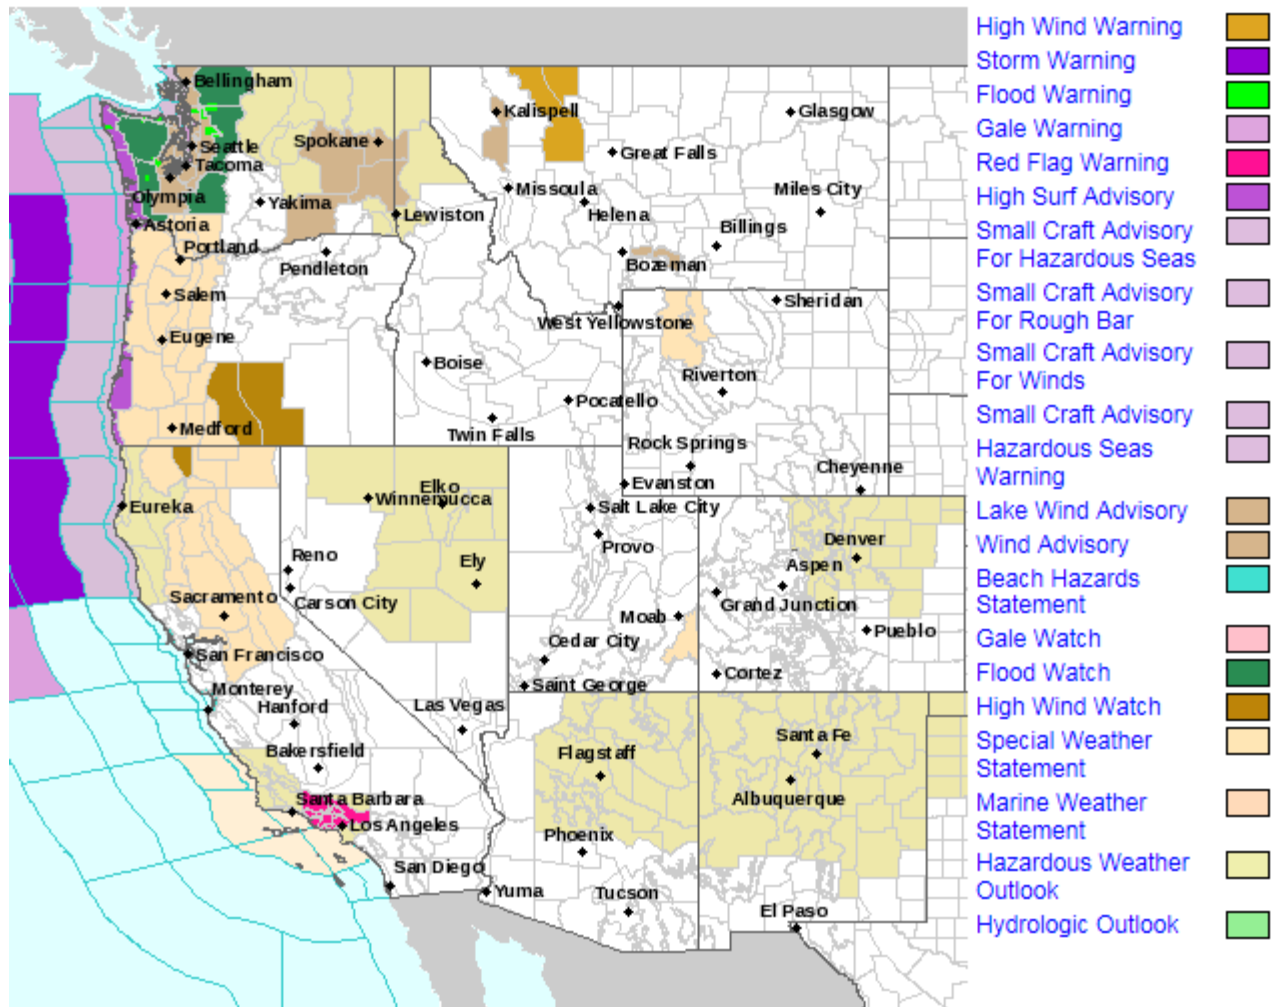 High Wind Warning
Storm Warning
Flood Warning
Gale Warning
Red Flag Warning
High Surf Advisory
Small Craft Advisory
For Hazardous Seas
Small Craft Advisory
For Rough Bar
Small Craft Advisory
For Winds
Small Craft Advisory
Hazardous Seas
Warning
Lake Wind Advisory
Wind Advisory
Beach Hazards
Statement
Gale Watch
Flood Watch
High Wind Watch
Special Weather
Statement
Marine Weather
Statement
Hazardous Weather
Outlook
Hydrologic Outlook
Bellingham
Kalispell
Glasgow
Seattle
Spokane
Great Falls
Tacoma
Missoula
Miles City
Olympia
Yakima
Lewiston
Helena
Astoria
Billings
Portland
Pendleton
Bozeman
Salem
Sheridan
West Yellowstone
Eugene
Boise
Riverton
Pocatello
Medford
Twin Falls
Rock Springs
Cheyenne
Elko
Evanston
Winnemucca
Eureka
Salt Lake City
Denver
Provo
Reno
Ely
Aspen
Sacramento
Carson City
Grand Junction
Moab
Pueblo
Cedar City
San Francisco
Cortez
Saint George
Monterey
Hanford
Las Vegas
Santa Fe
Bakersfield
Flagstaff
Santa Barbara
Albuquerque
Los Angeles
Phoenix
San Diego
Yuma
Tucson
El Paso